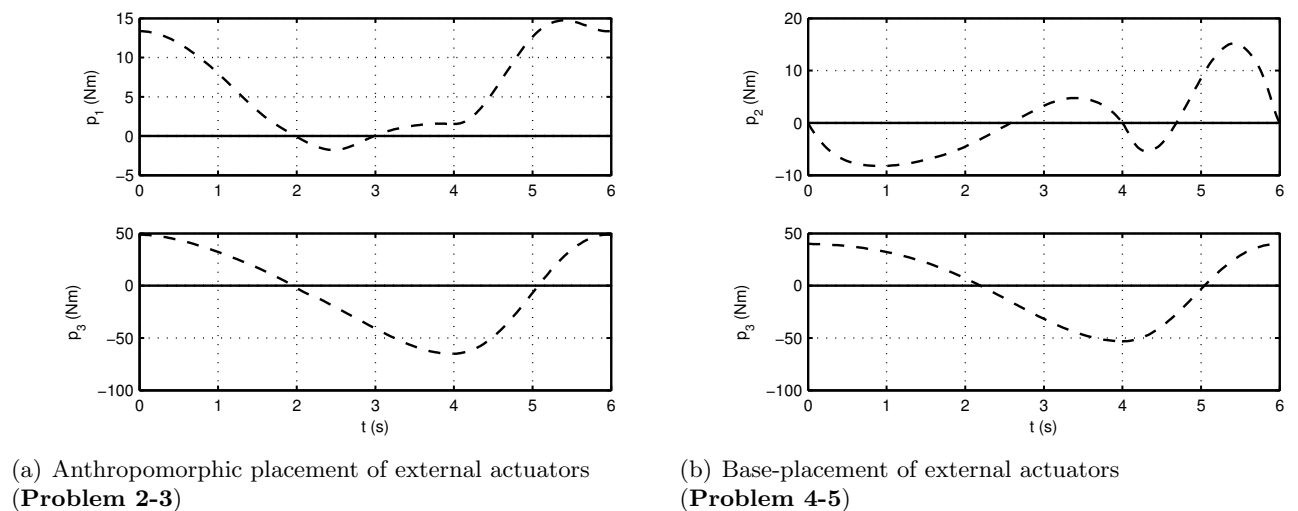 15
10
5
0
−5
p1 (Nm)
0 1 2 3 4 5 6
50
0
−50
−100
p3 (Nm)
0 1 2 3 4 5 6
t (s)
(a) Anthropomorphic placement of external actuators
(Problem 2-3)
20
10
0
−10
p2 (Nm)
0 1 2 3 4 5 6
50
0
−50
−100
p3 (Nm)
0 1 2 3 4 5 6
t (s)
(b) Base-placement of external actuators
(Problem 4-5)